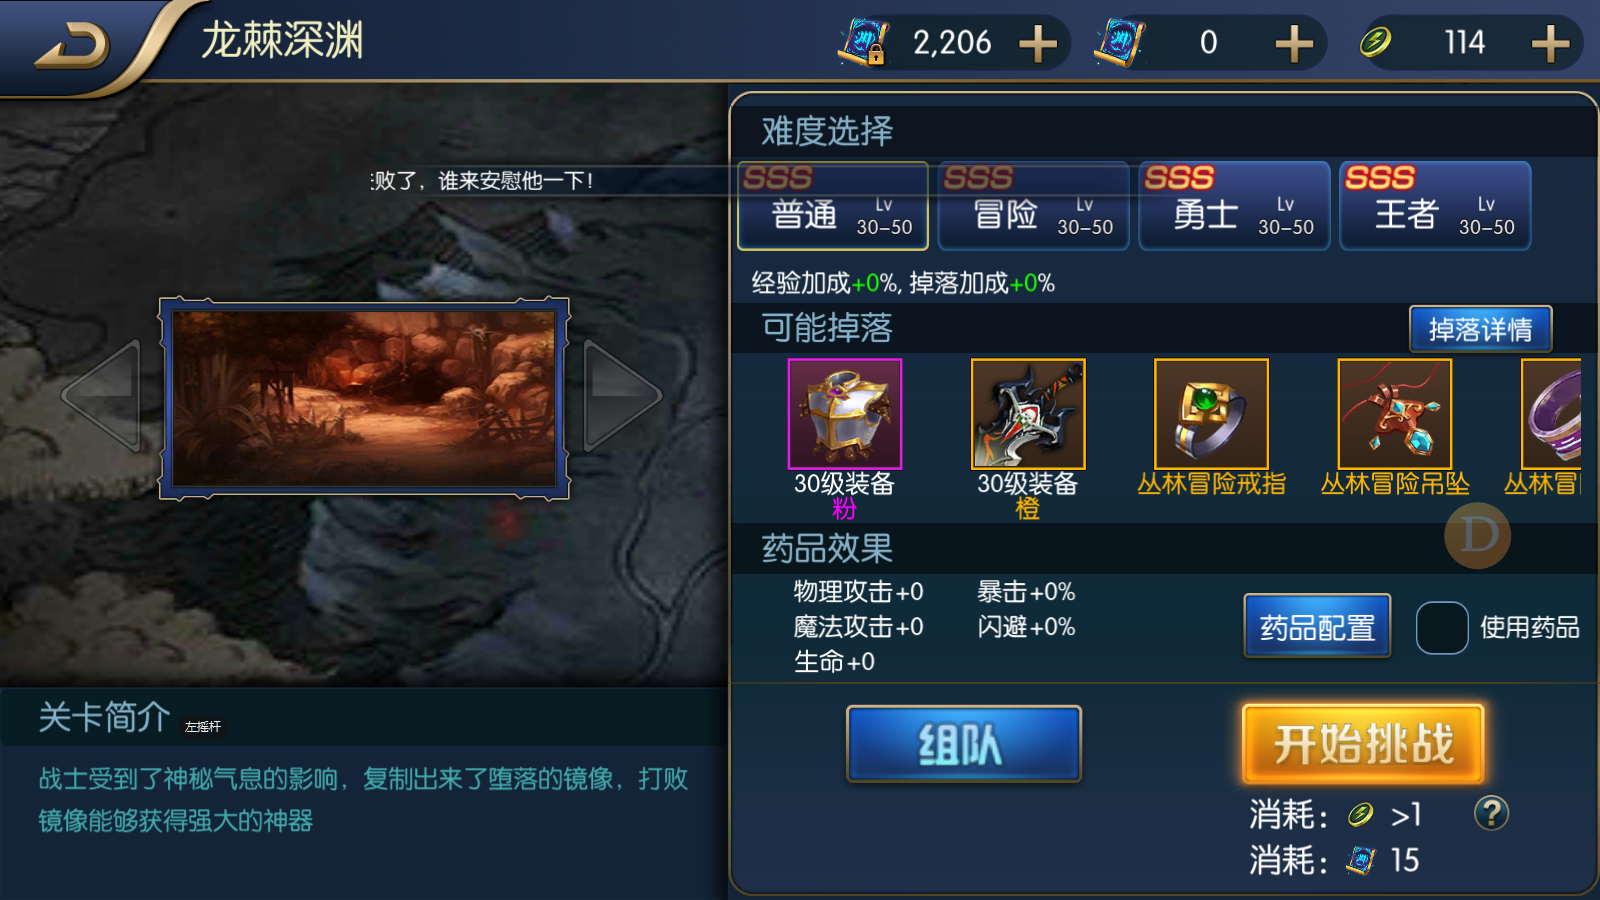 龙棘深渊
2,206
0
114
难度选择
败了，谁来安慰他一下！
SSS
普通
Lv
30-50
SSS
冒险
Lv
30-50
SSS
勇士
Lv
30-50
SSS
王者
Lv
30-50
经验加成+0%, 掉落加成+0%
可能掉落
掉落详情
30级装备
粉
30级装备
橙
丛林冒险戒指
丛林冒险吊坠
丛林冒
D
药品效果
物理攻击+0
暴击+0%
魔法攻击+0
闪避+0%
生命+0
药品配置
使用药品
关卡简介
左摇杆
战士受到了神秘气息的影响，复制出来了堕落的镜像，打败
镜像能够获得强大的神器
组队
开始挑战
消耗： >1
?
消耗： 15